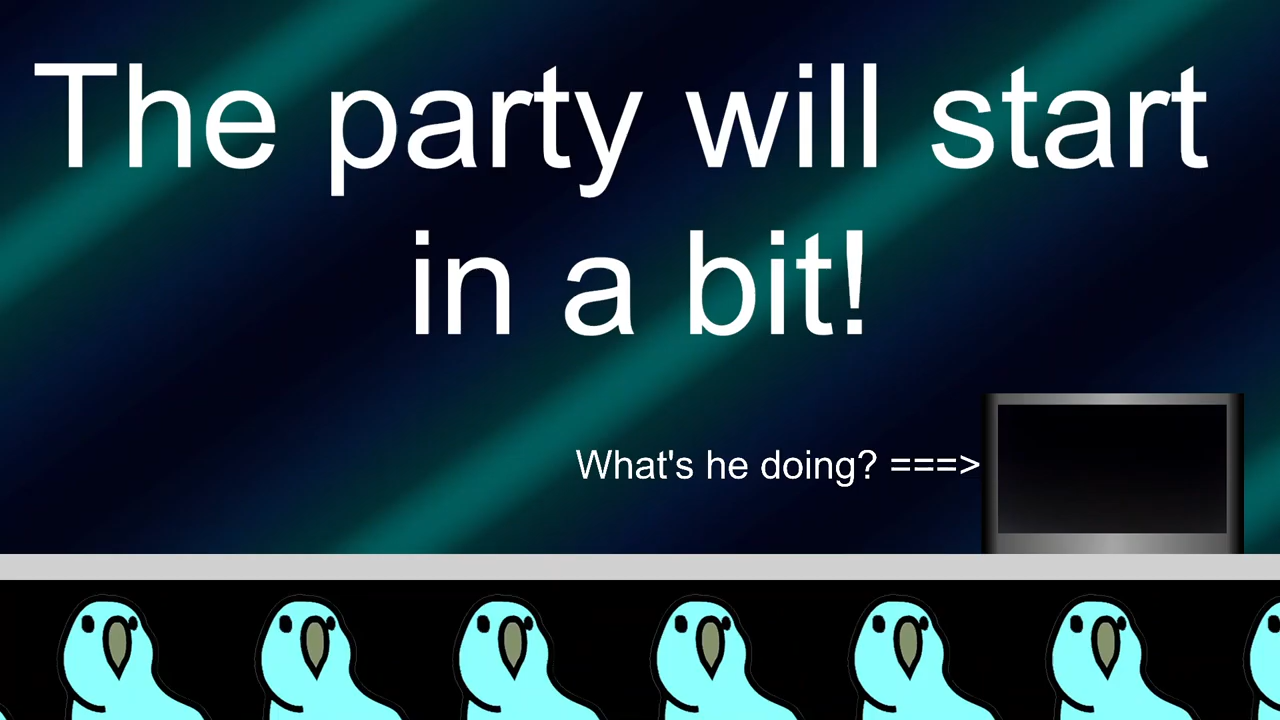 The party will start
in a bit!
What's he doing? ===>